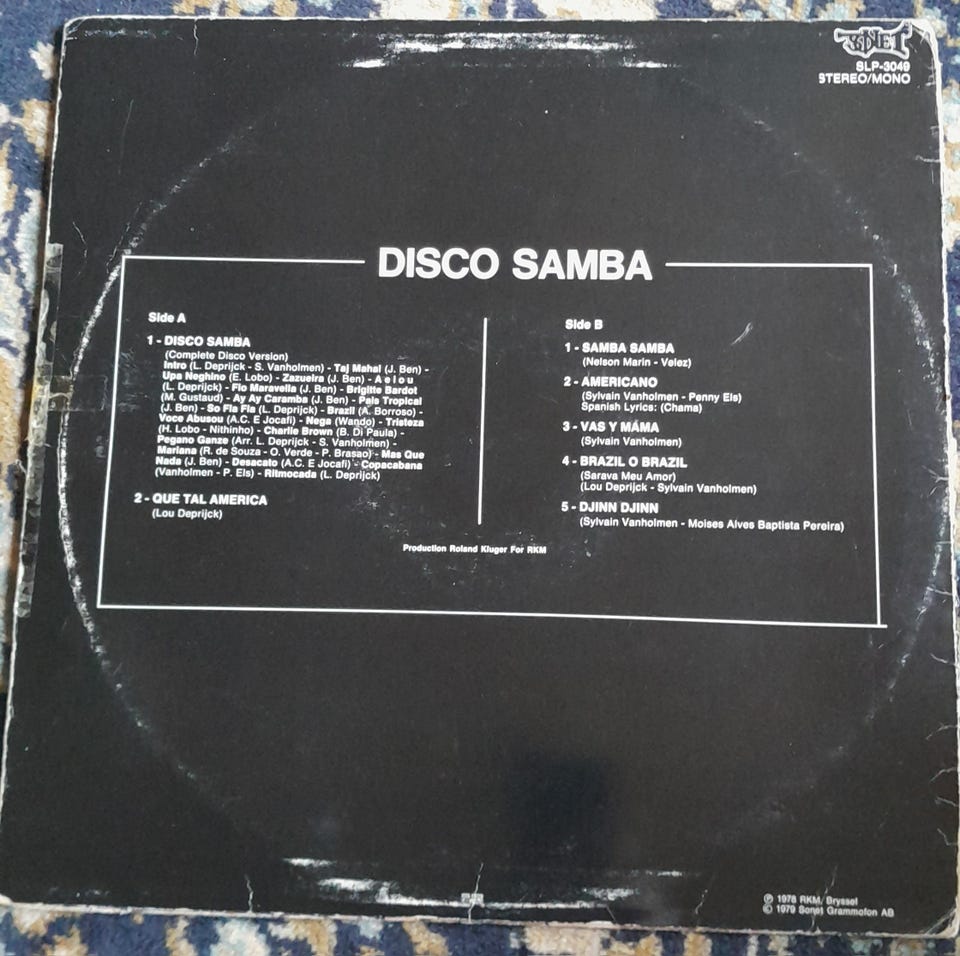 SONET
SLP-3049
STEREO/MONO
DISCO SAMBA
Side A
1 - DISCO SAMBA
(Complete Disco Version)
Intro (L. Deprijck - S. Vanholmen) - Taj Mahal (J. Ben) -
Upa Neghino (E. Lobo) - Zazueira (J. Ben) - A e i o u
(L. Deprijck) - Fio Maravella (J. Ben) - Brigitte Bardot
(M. Gustaud) - Ay Ay Caramba (J. Ben) - Pais Tropical
(J. Ben) - So Fla Fla (L. Deprijck) - Brazil (A. Borroso) -
Voce Abusou (A.C. E Jocafi) - Nega (Wando) - Tristeza
(H. Lobo - Nithinho) - Charlie Brown (B. Di Paula) -
Pegano Ganze (Arr. L. Deprijck - S. Vanholmen) -
Mariana (R. de Souza - O. Verde - P. Brasao) - Mas Que
Nada (J. Ben) - Desacato (A.C. E Jocafi) - Copacabana
(Vanholmen - P. Els) - Ritmocada (L. Deprijck)
2 - QUE TAL AMERICA
(Lou Deprijck)
Side B
1 - SAMBA SAMBA
(Nelson Marin - Velez)
2 - AMERICANO
(Sylvain Vanholmen - Penny Els)
Spanish Lyrics: (Chama)
3 - VAS Y MÁMA
(Sylvain Vanholmen)
4 - BRAZIL O BRAZIL
(Sarava Meu Amor)
(Lou Deprijck - Sylvain Vanholmen)
5 - DJINN DJINN
(Sylvain Vanholmen - Moises Alves Baptista Pereira)
Production Roland Kluger For RKM
℗ 1978 RKM/Bryssel
© 1979 Sonet Grammofon AB